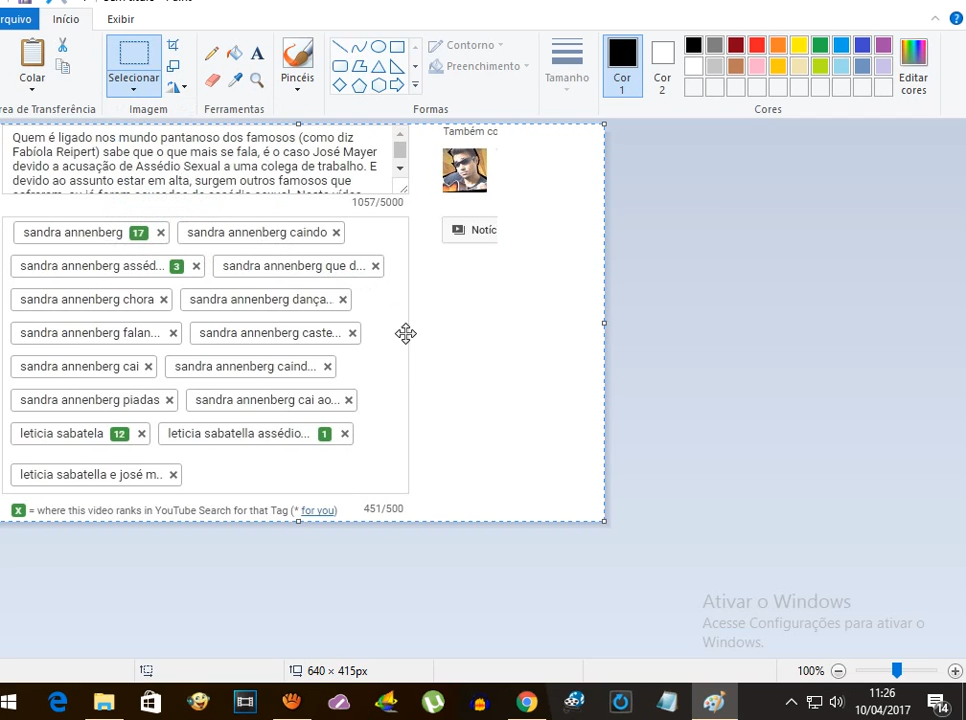 rquivo Início Exibir
Colar
Selecionar
Pincéis
Contorno
Preenchimento
Tamanho
Cor 1
Cor 2
Editar cores
rea de Transferência Imagem Ferramentas Formas Cores
Quem é ligado nos mundo pantanoso dos famosos (como diz
Fabíola Reipert) sabe que o que mais se fala, é o caso José Mayer
devido a acusação de Assédio Sexual a uma colega de trabalho. E
devido ao assunto estar em alta, surgem outros famosos que
1057/5000
Também cc
Notíc
sandra annenberg 17 sandra annenberg caindo
sandra annenberg asséd... 3 sandra annenberg que d...
sandra annenberg chora sandra annenberg dança...
sandra annenberg falan... sandra annenberg caste...
sandra annenberg cai sandra annenberg caind...
sandra annenberg piadas sandra annenberg cai ao...
leticia sabatela 12 leticia sabatella assédio... 1
leticia sabatella e josé m..
X = where this video ranks in YouTube Search for that Tag (* for you) 451/500
Ativar o Windows
Acesse Configurações para ativar o
Windows.
640 × 415px 100%
11:26
10/04/2017
14